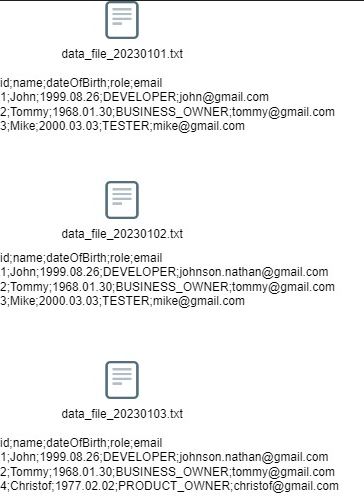 data_file_20230101.txt
id;name;dateOfBirth;role;email
1;John;1999.08.26;DEVELOPER;john@gmail.com
2;Tommy;1968.01.30;BUSINESS_OWNER;tommy@gmail.com
3;Mike;2000.03.03;TESTER;mike@gmail.com
data_file_20230102.txt
id;name;dateOfBirth;role;email
1;John;1999.08.26;DEVELOPER;johnson.nathan@gmail.com
2;Tommy;1968.01.30;BUSINESS_OWNER;tommy@gmail.com
3;Mike;2000.03.03;TESTER;mike@gmail.com
data_file_20230103.txt
id;name;dateOfBirth;role;email
1;John;1999.08.26;DEVELOPER;johnson.nathan@gmail.com
2;Tommy;1968.01.30;BUSINESS_OWNER;tommy@gmail.com
4;Christof;1977.02.02;PRODUCT_OWNER;christof@gmail.com